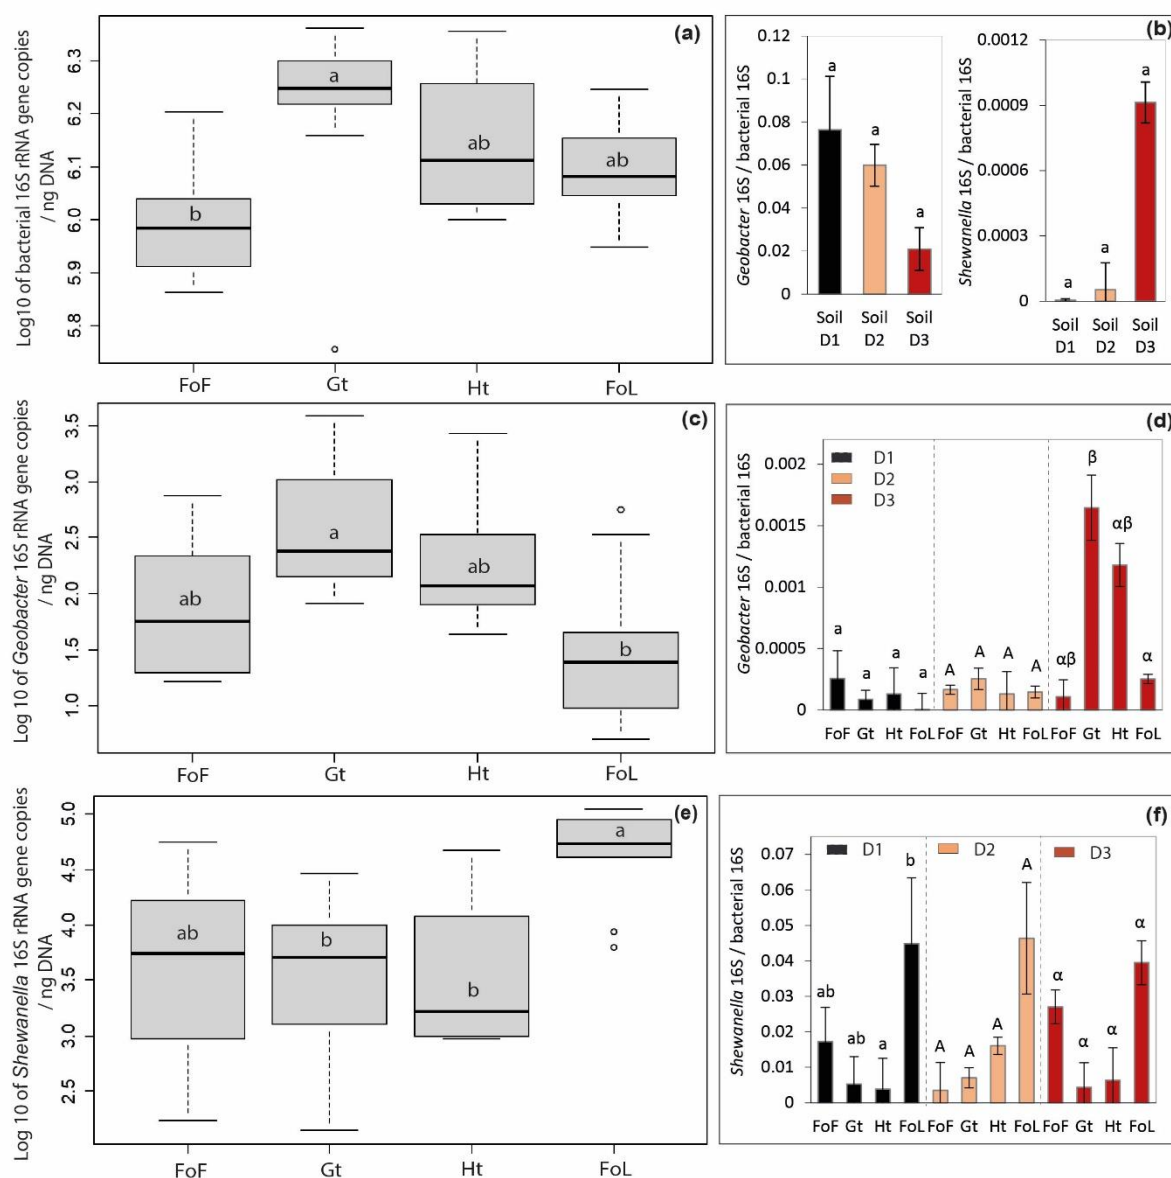 (a)
Log10 of bacterial 16S rRNA gene copies
/ ng DNA
6.3
6.2
6.1
6.0
5.9
5.8
b
a
ab
ab
FoF Gt Ht FoL
(b)
Geobacter 16S / bacterial 16S
0.12
0.1
0.08
0.06
0.04
0.02
0
a
a
a
Soil Soil Soil
D1 D2 D3
Shewanella 16S / bacterial 16S
0.0012
0.0009
0.0006
0.0003
0
a
a
a
Soil Soil Soil
D1 D2 D3
(c)
Log 10 of Geobacter 16S rRNA gene copies
/ ng DNA
3.5
3.0
2.5
2.0
1.5
1.0
ab
a
ab
b
FoF Gt Ht FoL
(d)
Geobacter 16S / bacterial 16S
0.002
0.0015
0.001
0.0005
0
D1
D2
D3
a a a a A A A A αβ β αβ α
FoF Gt Ht FoL FoF Gt Ht FoL FoF Gt Ht FoL
(e)
Log 10 of Shewanella 16S rRNA gene copies
/ ng DNA
5.0
4.5
4.0
3.5
3.0
2.5
ab
b
b
a
FoF Gt Ht FoL
(f)
Shewanella 16S / bacterial 16S
0.07
0.06
0.05
0.04
0.03
0.02
0.01
0
D1 D2 D3
ab ab a b A A A A α α α α
FoF Gt Ht FoL FoF Gt Ht FoL FoF Gt Ht FoL